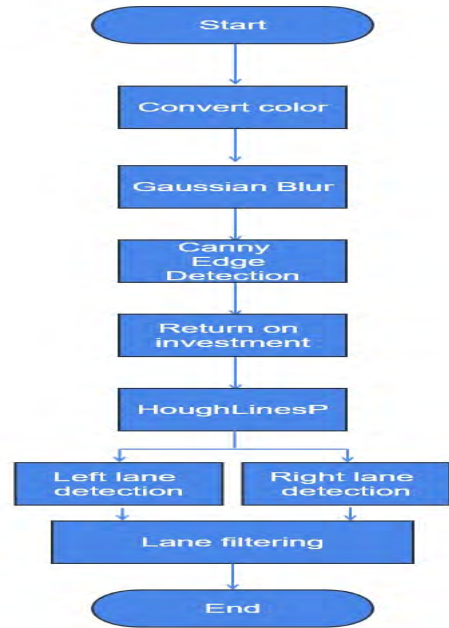 Start
Convert color
Gaussian Blur
Canny
Edge
Detection
Return on
investment
HoughLinesP
Left lane
detection
Right lane
detection
Lane filtering
End